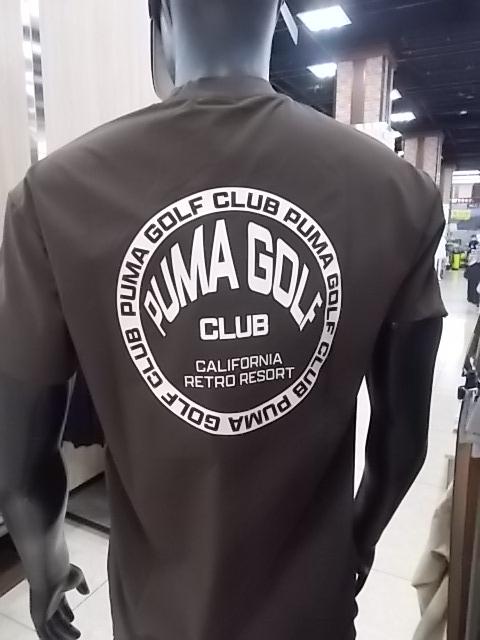 PUMA GOLF CLUB PUMA GOLF CLUB PUMA GOLF CLUB
PUMA GOLF
CLUB
CALIFORNIA
RETRO RESORT